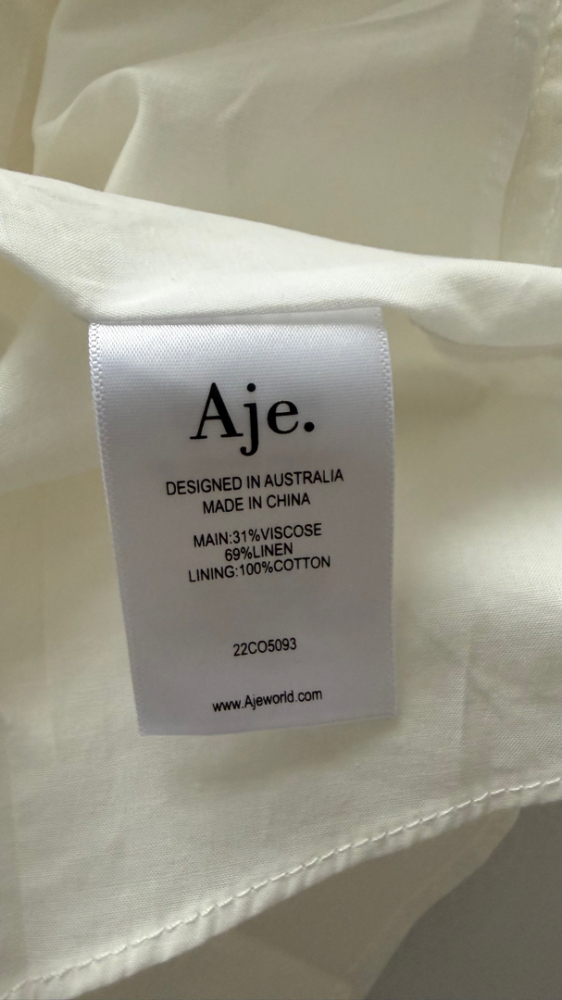 Aje.
DESIGNED IN AUSTRALIA
MADE IN CHINA
MAIN:31%VISCOSE
69%LINEN
LINING:100%COTTON
22CO5093
www.Ajeworld.com